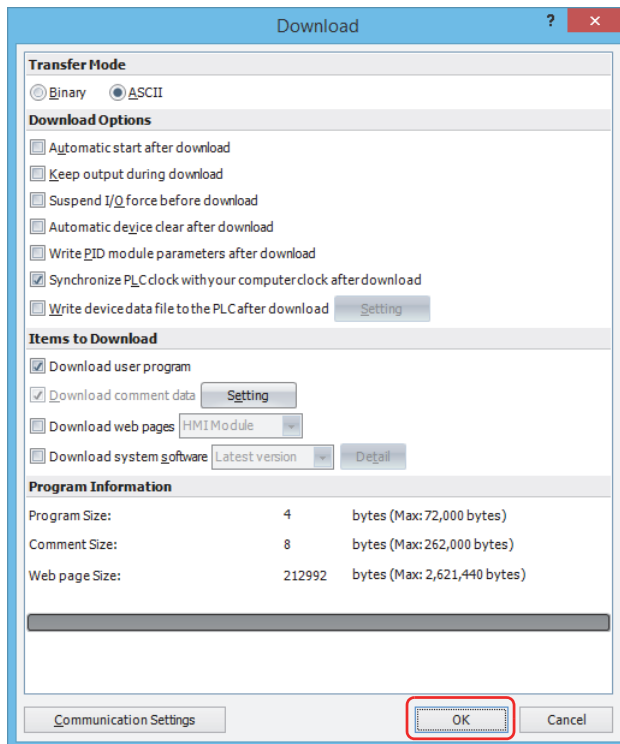 Download ? ×
Transfer Mode
Binary ASCII
Download Options
Automatic start after download
Keep output during download
Suspend I/O force before download
Automatic device clear after download
Write PID module parameters after download
Synchronize PLC clock with your computer clock after download
Write device data file to the PLC after download Setting
Items to Download
Download user program
Download comment data Setting
Download web pages HMI Module
Download system software Latest version Detail
Program Information
Program Size: 4 bytes (Max: 72,000 bytes)
Comment Size: 8 bytes (Max: 262,000 bytes)
Web page Size: 212992 bytes (Max: 2,621,440 bytes)
Communication Settings OK Cancel